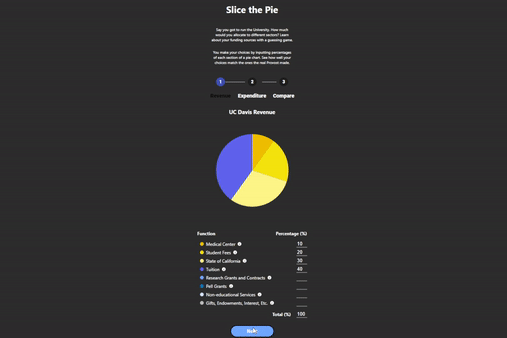 Slice the Pie
Say you got to run the University. How much
would you allocate to different sectors? Learn
about your funding sources with a guessing game.
You make your choices by inputting percentages
of each section of a pie chart. See how well your
choices match the ones the real Provost made.
1 2 3
Revenue Expenditure Compare
UC Davis Revenue
Function Percentage (%)
Medical Center 10
Student Fees 20
State of California 30
Tuition 40
Research Grants and Contracts
Pell Grants
Non-educational Services
Gifts, Endowments, Interest, Etc.
Total (%) 100